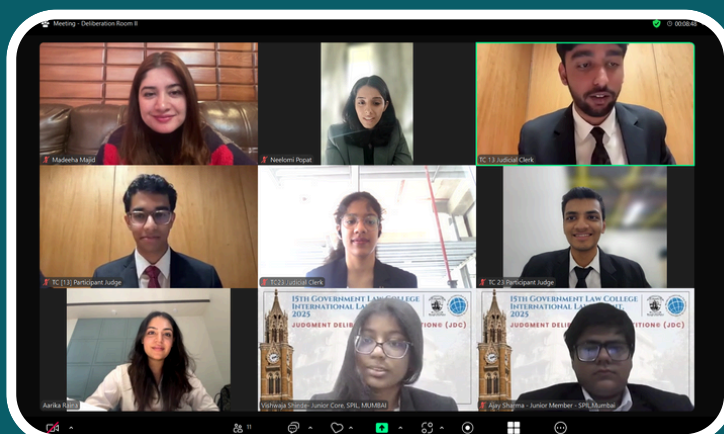 Meeting - Deliberation Room II
00:08:48
Madeeha Majid
Neelomi Popat
TC 13 Judicial Clerk
TC [13] Participant Judge
TC23 Judicial Clerk
TC 23 Participant Judge
15TH GOVERNMENT LAW COLLEGE
INTERNATIONAL LA
2025
JUDGMENT DELIB
TITION® (JDC)
15TH GOVERNMENT LAW COLLEGE
INTERNATIONAL LA
2025
JUDGMENT DELIB
TITION® (JDC)
Aarika Raina
Vishwaja Shinde- Junior Core, SPIL, MUMBAI
Ajay Sharma - Junior Member - SPIL,Mumbai
11